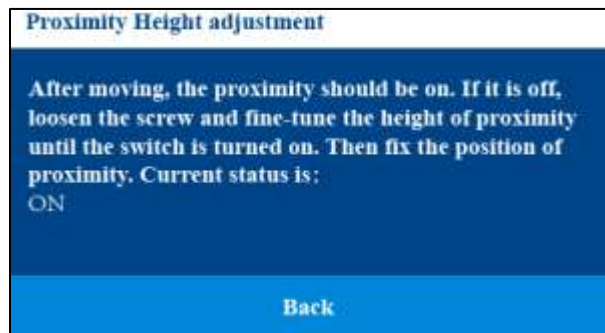 Proximity Height adjustment
After moving, the proximity should be on. If it is off,
loosen the screw and fine-tune the height of proximity
until the switch is turned on. Then fix the position of
proximity. Current status is:
ON
Back